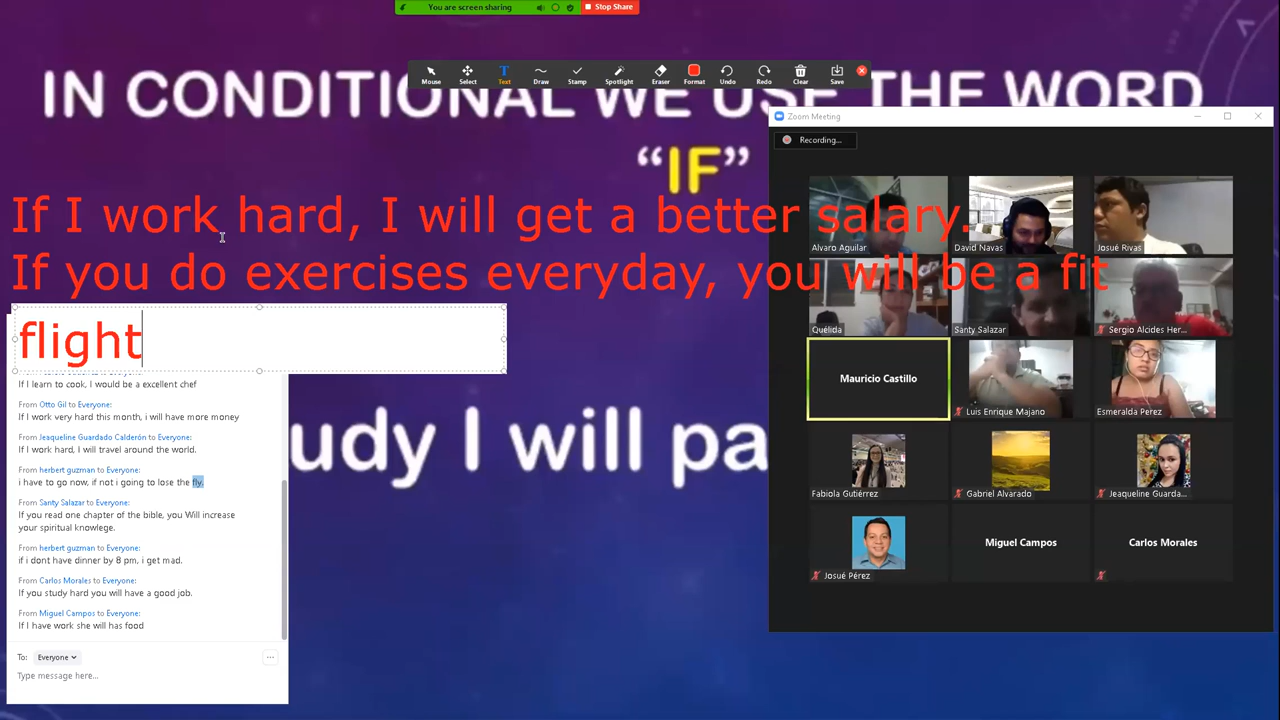 You are screen sharing
Stop Share
Mouse
Select
Text
Draw
Stamp
Spotlight
Eraser
Format
Undo
Redo
Clear
Save
IN CONDITIONAL WE USE THE WORD
“IF”
If I work hard, I will get a better salary.
If you do exercises everyday, you will be a fit
flight
udy I will pa
If I learn to cook, I would be a excellent chef
From Otto Gil to Everyone:
If I work very hard this month, i will have more money
From Jeaqueline Guardado Calderón to Everyone:
If I work hard, I will travel around the world.
From herbert guzman to Everyone:
i have to go now, if not i going to lose the fly.
From Santy Salazar to Everyone:
If you read one chapter of the bible, you Will increase
your spiritual knowlege.
From herbert guzman to Everyone:
if i dont have dinner by 8 pm, i get mad.
From Carlos Morales to Everyone:
If you study hard you will have a good job.
From Miguel Campos to Everyone:
If I have work she will has food
To: Everyone
Type message here...
Zoom Meeting
Recording...
Alvaro Aguilar
David Navas
Josué Rivas
Quélida
Santy Salazar
Sergio Alcides Her...
Mauricio Castillo
Luis Enrique Majano
Esmeralda Perez
Fabiola Gutiérrez
Gabriel Alvarado
Jeaqueline Guarda...
Josué Pérez
Miguel Campos
Carlos Morales